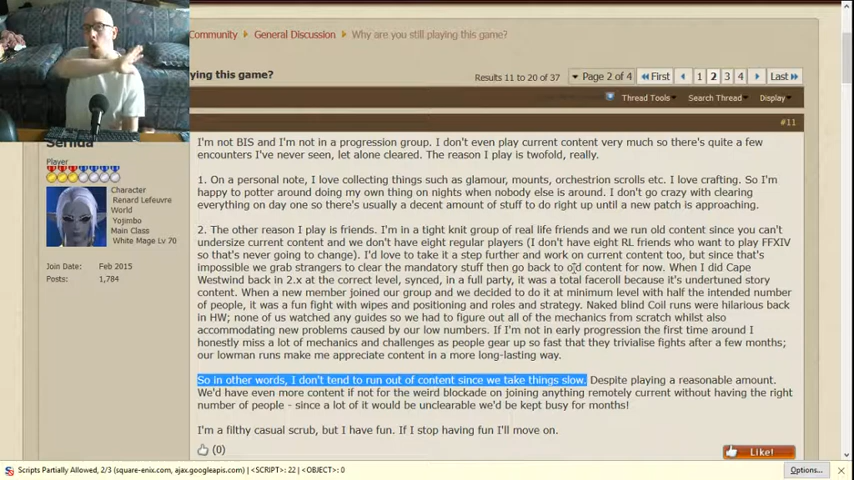 Community General Discussion Why are you still playing this game?
ying this game?
Results 11 to 20 of 37 Page 2 of 4 First 1 2 3 4 Last
Thread Tools Search Thread Display
#11
Serilda
Player
Character
Renard Lefeuvre
World
Yojimbo
Main Class
White Mage Lv 70
Join Date Feb 2015
Posts: 1,784
I'm not BIS and I'm not in a progression group. I don't even play current content very much so there's quite a few
encounters I've never seen, let alone cleared. The reason I play is twofold, really.
1. On a personal note, I love collecting things such as glamour, mounts, orchestrion scrolls etc. I love crafting. So I'm
happy to potter around doing my own thing on nights when nobody else is around. I don't go crazy with clearing
everything on day one so there's usually a decent amount of stuff to do right up until a new patch is approaching.
2. The other reason I play is friends. I'm in a tight knit group of real life friends and we run old content since you can't
undersize current content and we don't have eight regular players (I don't have eight RL friends who want to play FFXIV
so that's never going to change). I'd love to take it a step further and work on current content too, but since that's
impossible we grab strangers to clear the mandatory stuff then go back to old content for now. When I did Cape
Westwind back in 2.x at the correct level, synced, in a full party, it was a total faceroll because it's undertuned story
content. When a new member joined our group and we decided to do it at minimum level with half the intended number
of people, it was a fun fight with wipes and positioning and roles and strategy. Naked blind Coil runs were hilarious back
in HW; none of us watched any guides so we had to figure out all of the mechanics from scratch whilst also
accommodating new problems caused by our low numbers. If I'm not in early progression the first time around I
honestly miss a lot of mechanics and challenges as people gear up so fast that they trivialise fights after a few months;
our lowman runs make me appreciate content in a more long-lasting way.
So in other words, I don't tend to run out of content since we take things slow. Despite playing a reasonable amount.
We'd have even more content if not for the weird blockade on joining anything remotely current without having the right
number of people - since a lot of it would be unclearable we'd be kept busy for months!
I'm a filthy casual scrub, but I have fun. If I stop having fun I'll move on.
(0) Like!
Scripts Partially Allowed, 2/3 (square-enix.com, ajax.googleapis.com) | <SCRIPT>: 22 | <OBJECT>: 0 Options...